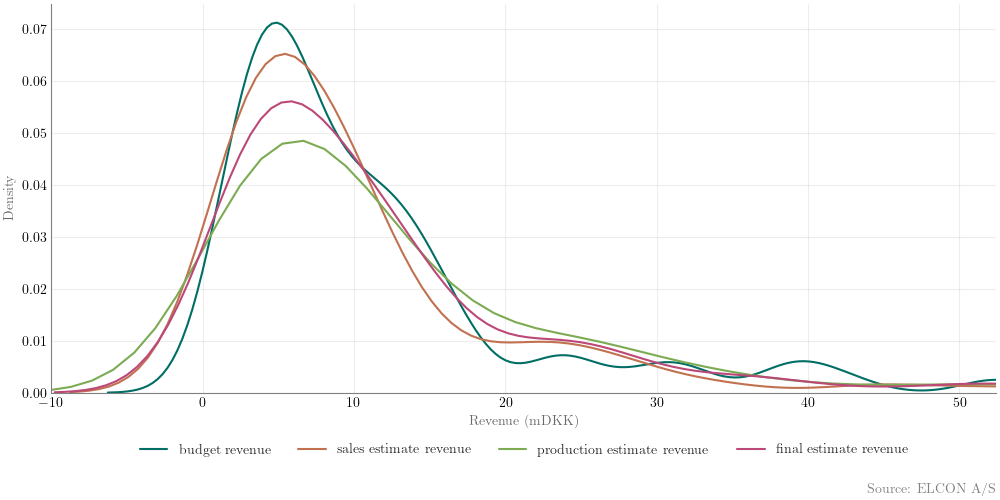 0.07
0.06
0.05
0.04
0.03
0.02
0.01
0.00
Density
−10 0 10 20 30 40 50
Revenue (mDKK)
budget revenue sales estimate revenue production estimate revenue final estimate revenue
Source: ELCON A/S